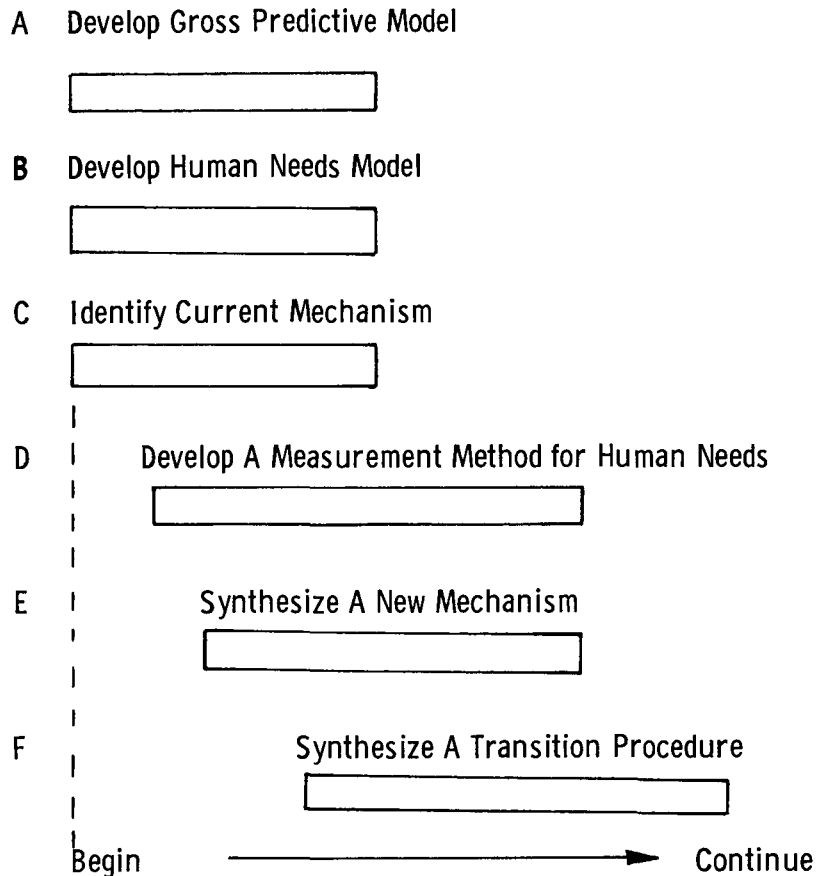 A Develop Gross Predictive Model
B Develop Human Needs Model
C Identify Current Mechanism
D Develop A Measurement Method for Human Needs
E Synthesize A New Mechanism
F Synthesize A Transition Procedure
Begin Continue